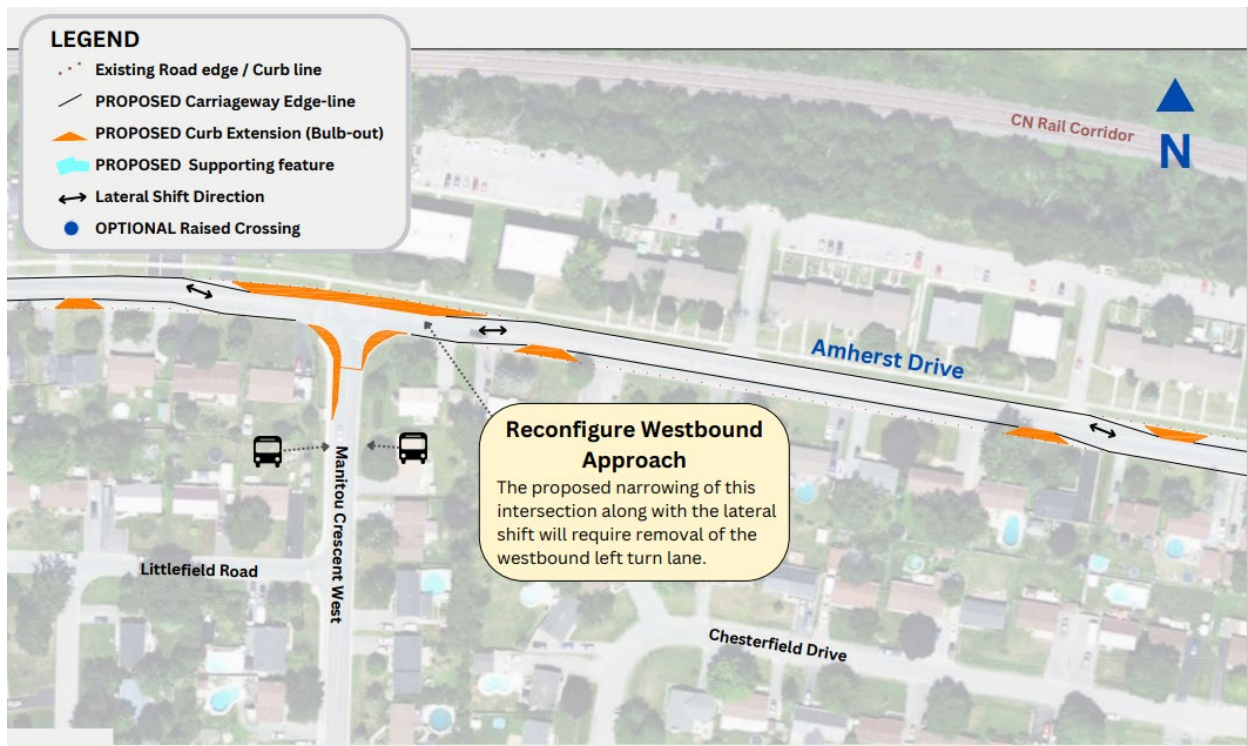 LEGEND
Existing Road edge / Curb line
PROPOSED Carriageway Edge-line
PROPOSED Curb Extension (Bulb-out)
PROPOSED Supporting feature
Lateral Shift Direction
OPTIONAL Raised Crossing
CN Rail Corridor
N
Amherst Drive
Reconfigure Westbound
Approach
The proposed narrowing of this
intersection along with the lateral
shift will require removal of the
westbound left turn lane.
Manitou Crescent West
Littlefield Road
Chesterfield Drive